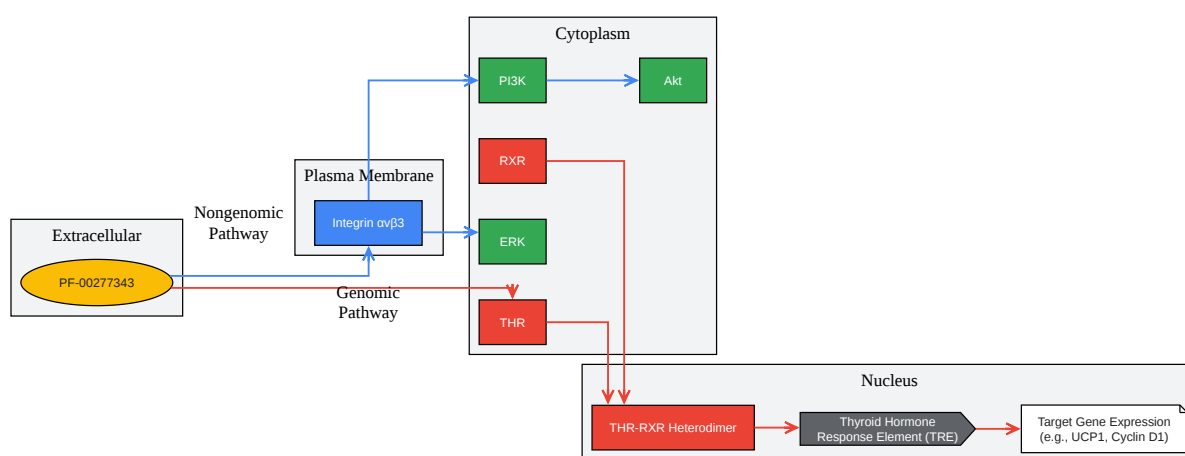 Cytoplasm
PI3K
Akt
RXR
Plasma Membrane
Integrin αvβ3
Nongenomic
Pathway
ERK
Extracellular
PF-00277343
Genomic
Pathway
THR
Nucleus
THR-RXR Heterodimer
Thyroid Hormone
Response Element (TRE)
Target Gene Expression
(e.g., UCP1, Cyclin D1)